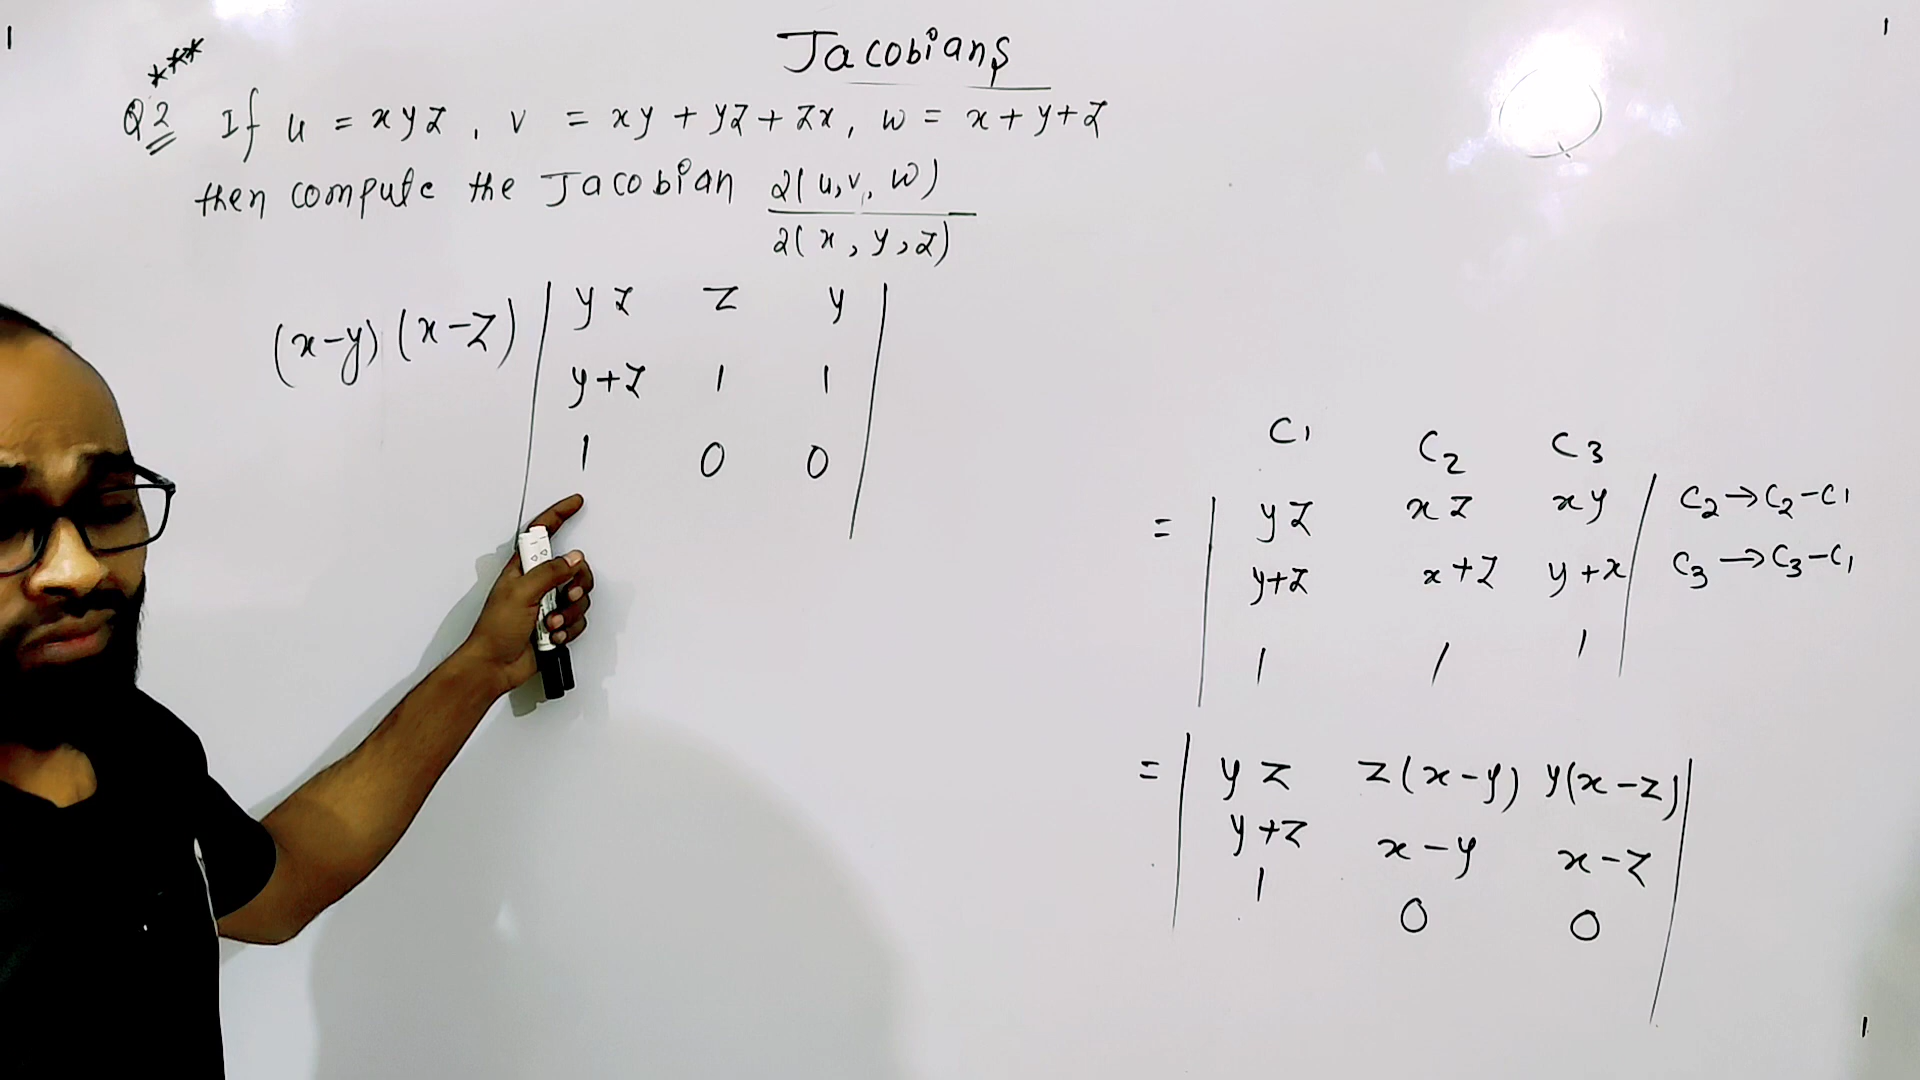 Jacobians
***
Q2 If u = xyz, v = xy + yz + zx, w = x + y + z
then compute the Jacobian ∂(u,v,w)
∂(x,y,z)
(x-y)(x-z) | yz z y |
y+z 1 1
1 0 0
C1 C2 C3
= | yz xz xy | C2→C2-C1
y+z x+z y+x C3→C3-C1
1 1 1
= | yz z(x-y) y(x-z) |
y+z x-y x-z
1 0 0